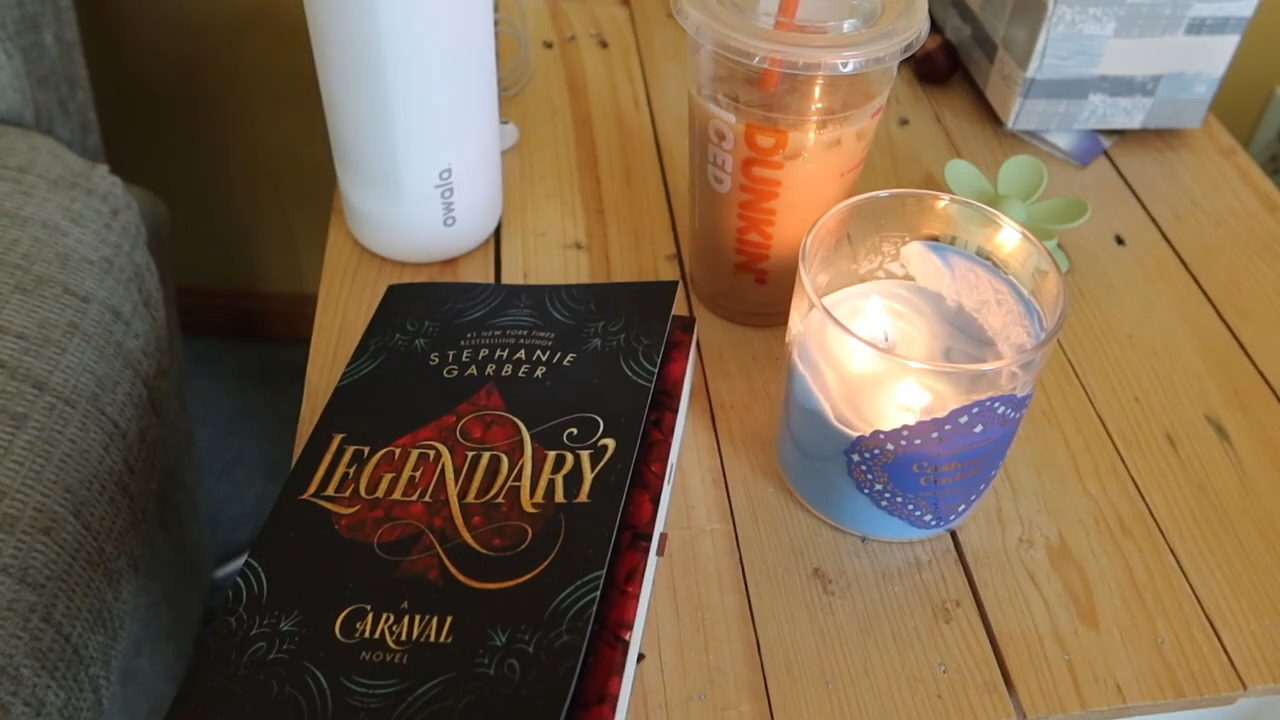 owala
DUNKIN'
ICED
#1 NEW YORK TIMES
BESTSELLING AUTHOR
STEPHANIE
GARBER
LEGENDARY
A
CARAVAL
NOVEL